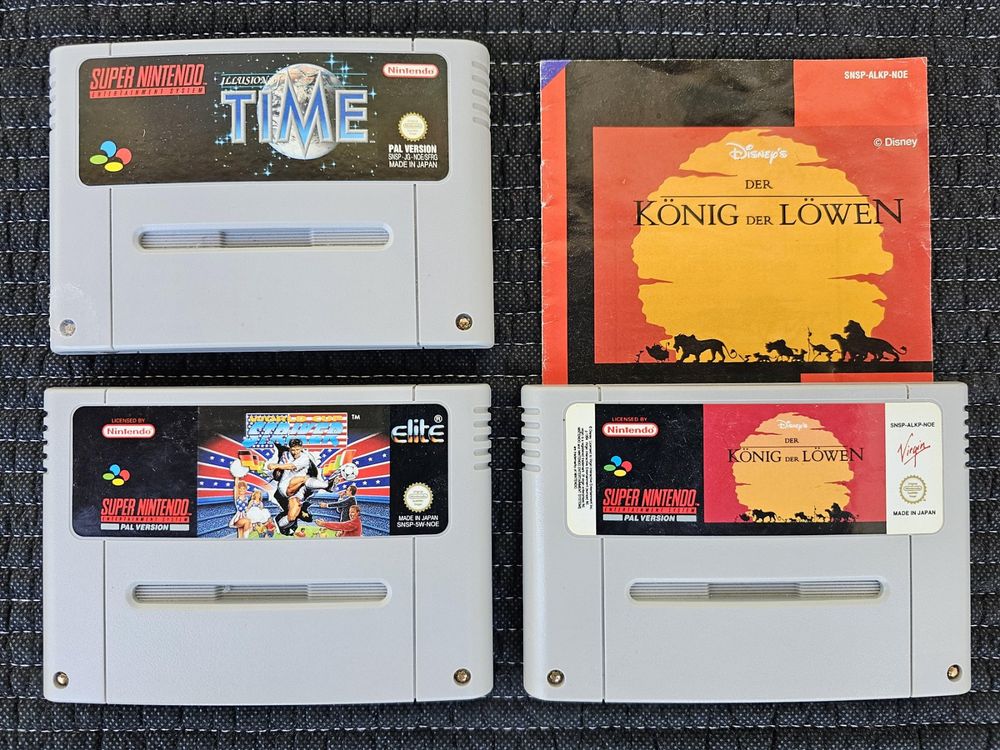 SUPER NINTENDO
ENTERTAINMENT SYSTEM
ILLUSION OF
TIME
Nintendo
PAL VERSION
SNSP-JG-NOE/SFRG
MADE IN JAPAN
SNSP-ALKP-NOE
© Disney
Disney's
DER
KÖNIG DER LÖWEN
LICENSED BY
Nintendo
SUPER NINTENDO
ENTERTAINMENT SYSTEM
PAL VERSION
WORLD CUP
STRIKER
™
elite®
MADE IN JAPAN
SNSP-5W-NOE
LICENSED BY
Nintendo
SUPER NINTENDO
ENTERTAINMENT SYSTEM
PAL VERSION
Disney's
DER
KÖNIG DER LÖWEN
SNSP-ALKP-NOE
Virgin
MADE IN JAPAN